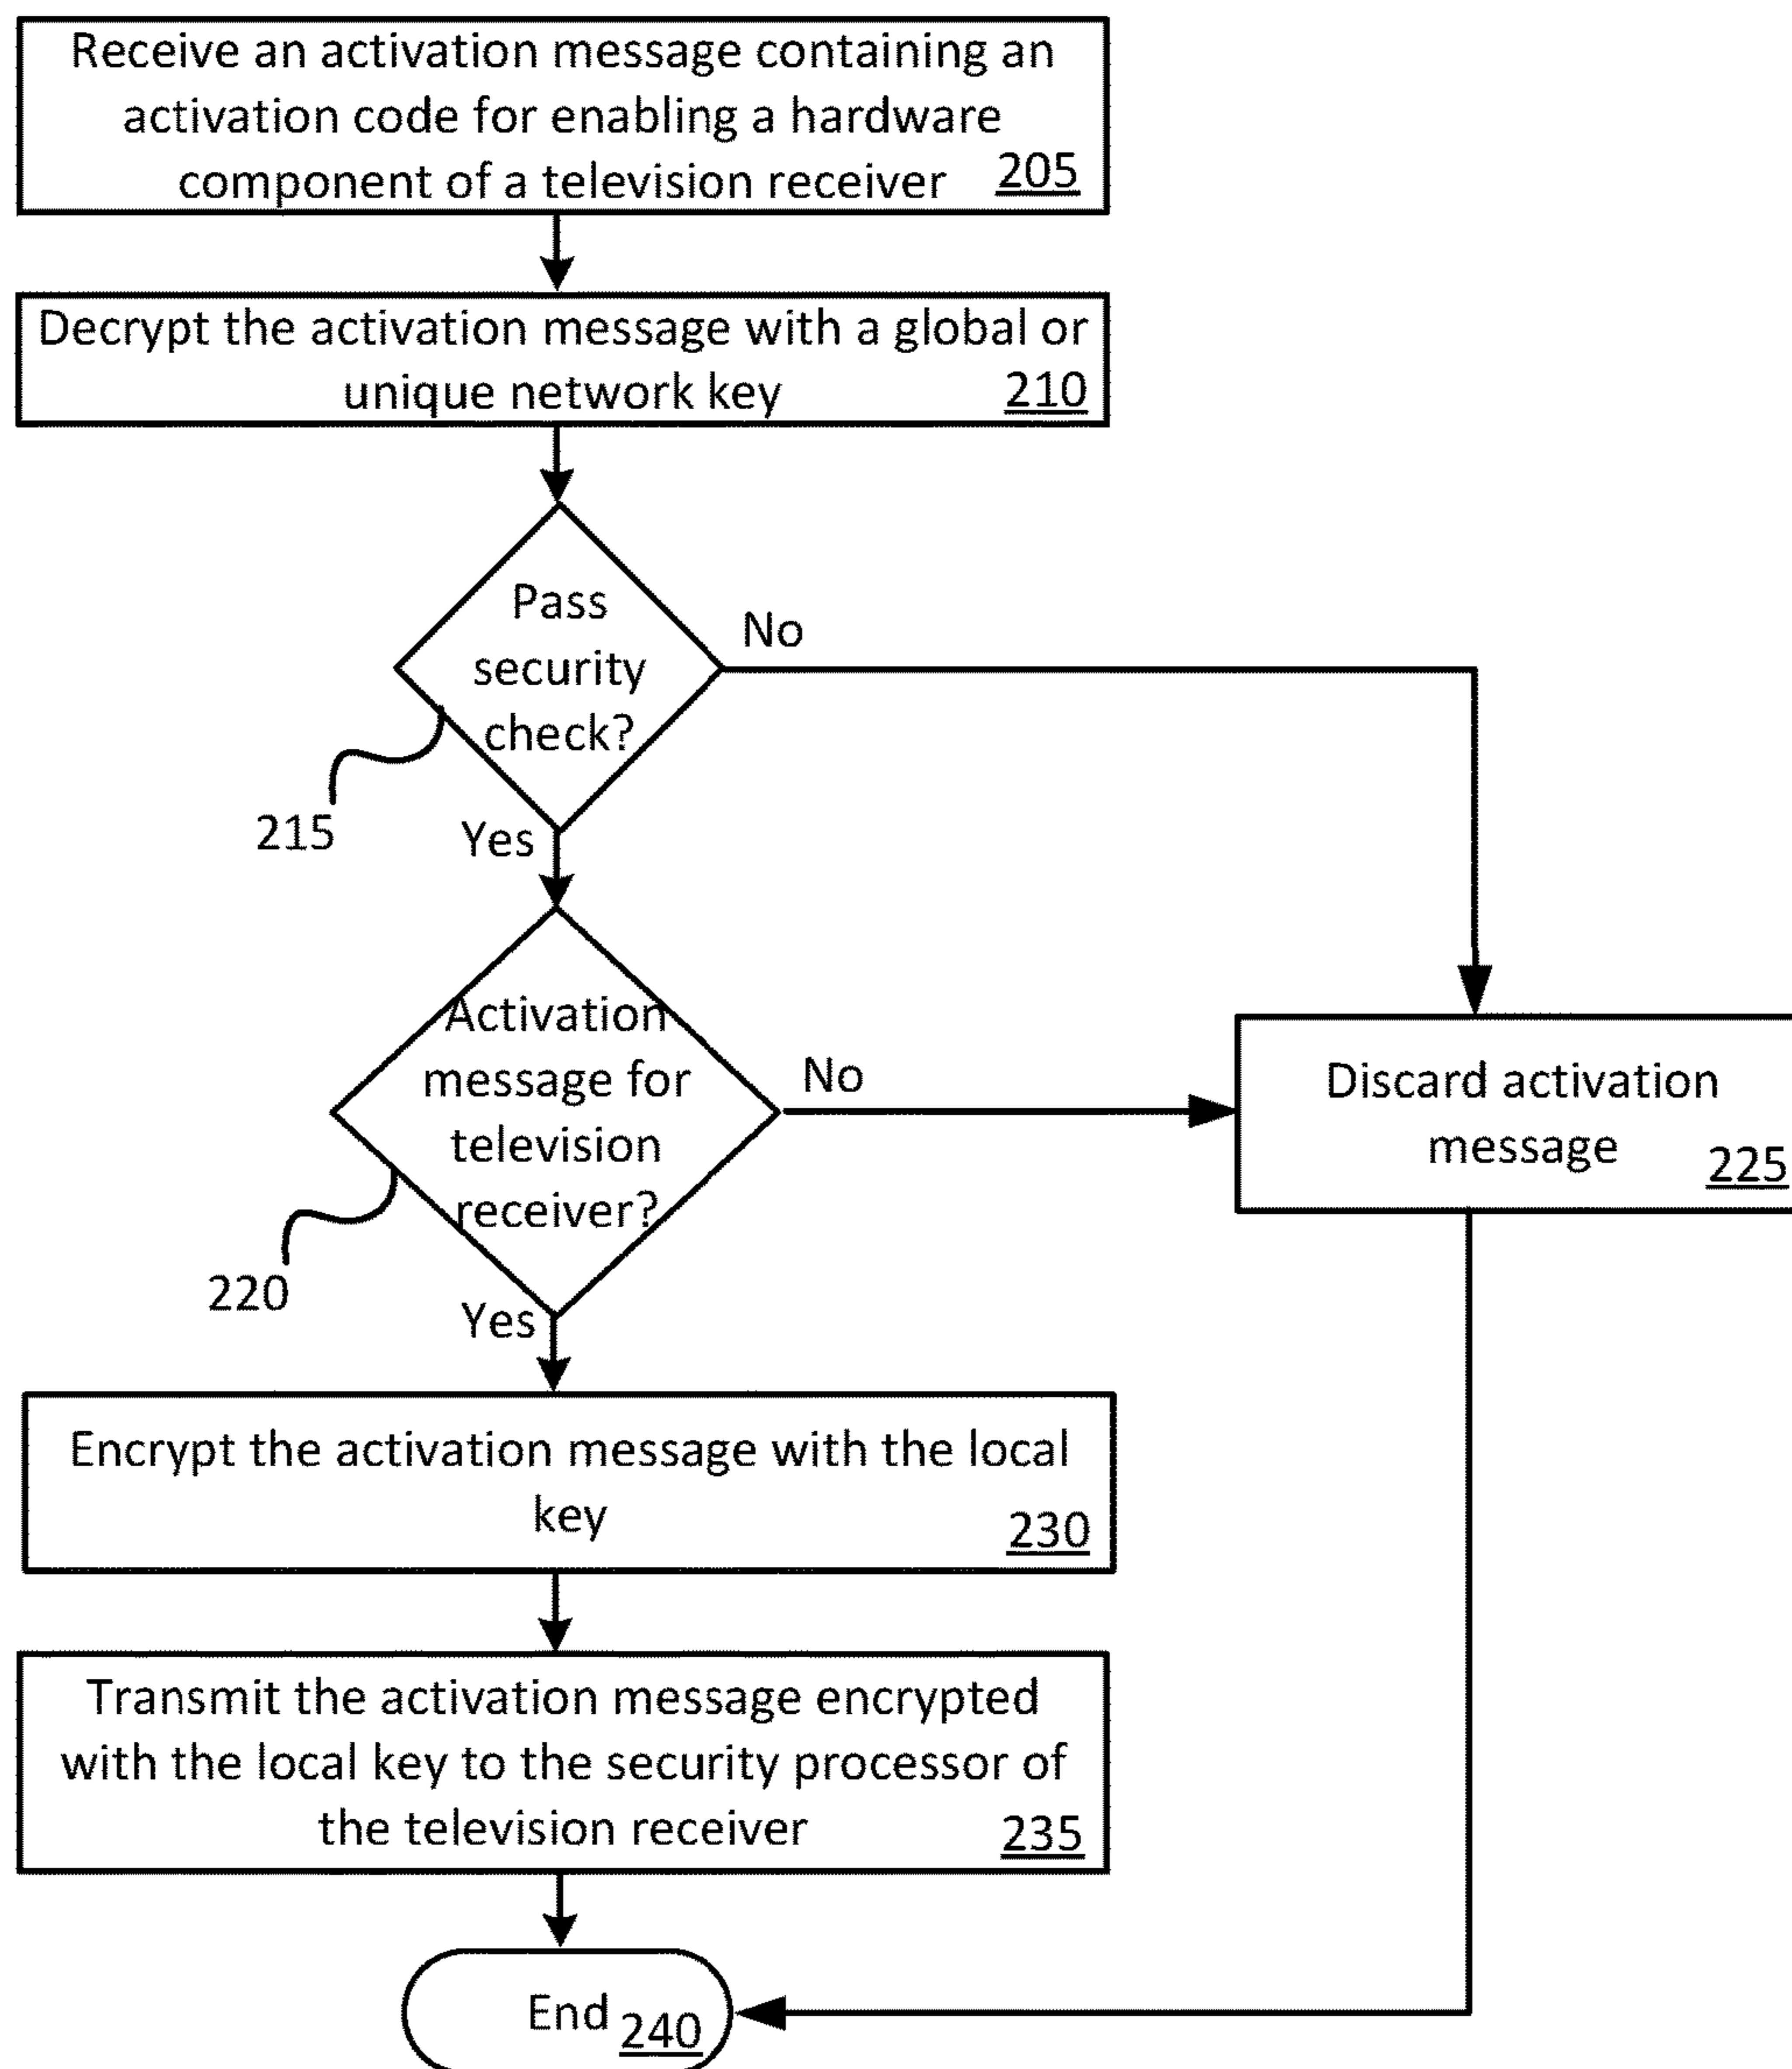 Receive an activation message containing an
activation code for enabling a hardware
component of a television receiver 205
Decrypt the activation message with a global or
unique network key 210
Pass
security
check?
No
215
Yes
Activation
message for
television
receiver?
No
220
Yes
Discard activation
message 225
Encrypt the activation message with the local
key 230
Transmit the activation message encrypted
with the local key to the security processor of
the television receiver 235
End 240